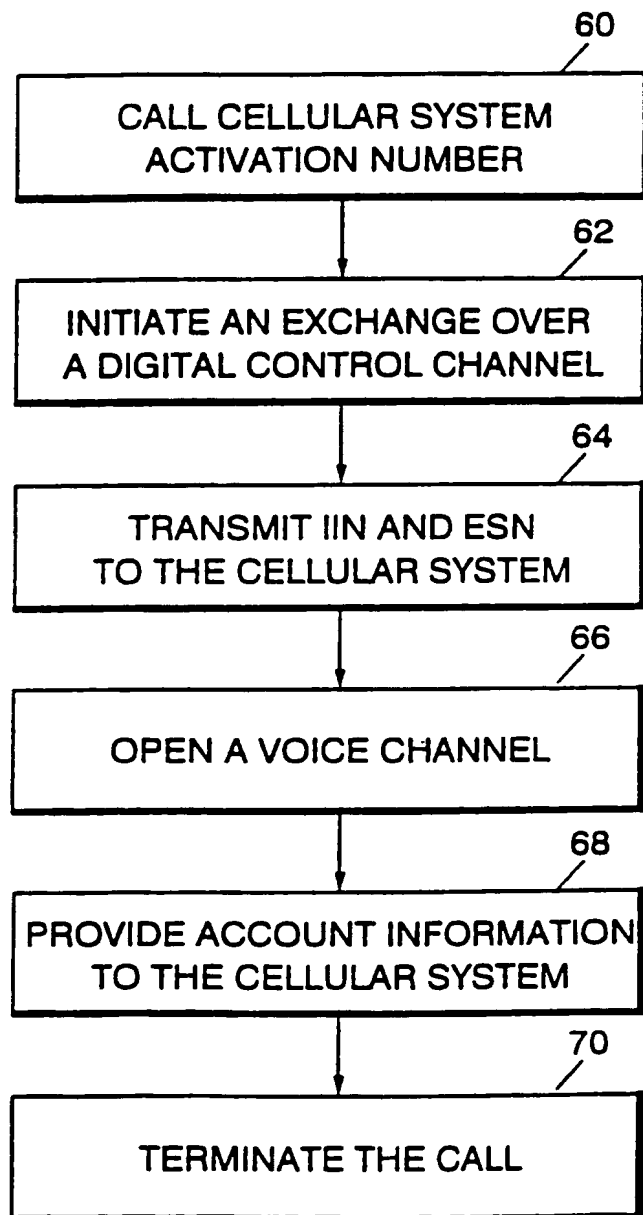 60
CALL CELLULAR SYSTEM
ACTIVATION NUMBER
62
INITIATE AN EXCHANGE OVER
A DIGITAL CONTROL CHANNEL
64
TRANSMIT IIN AND ESN
TO THE CELLULAR SYSTEM
66
OPEN A VOICE CHANNEL
68
PROVIDE ACCOUNT INFORMATION
TO THE CELLULAR SYSTEM
70
TERMINATE THE CALL